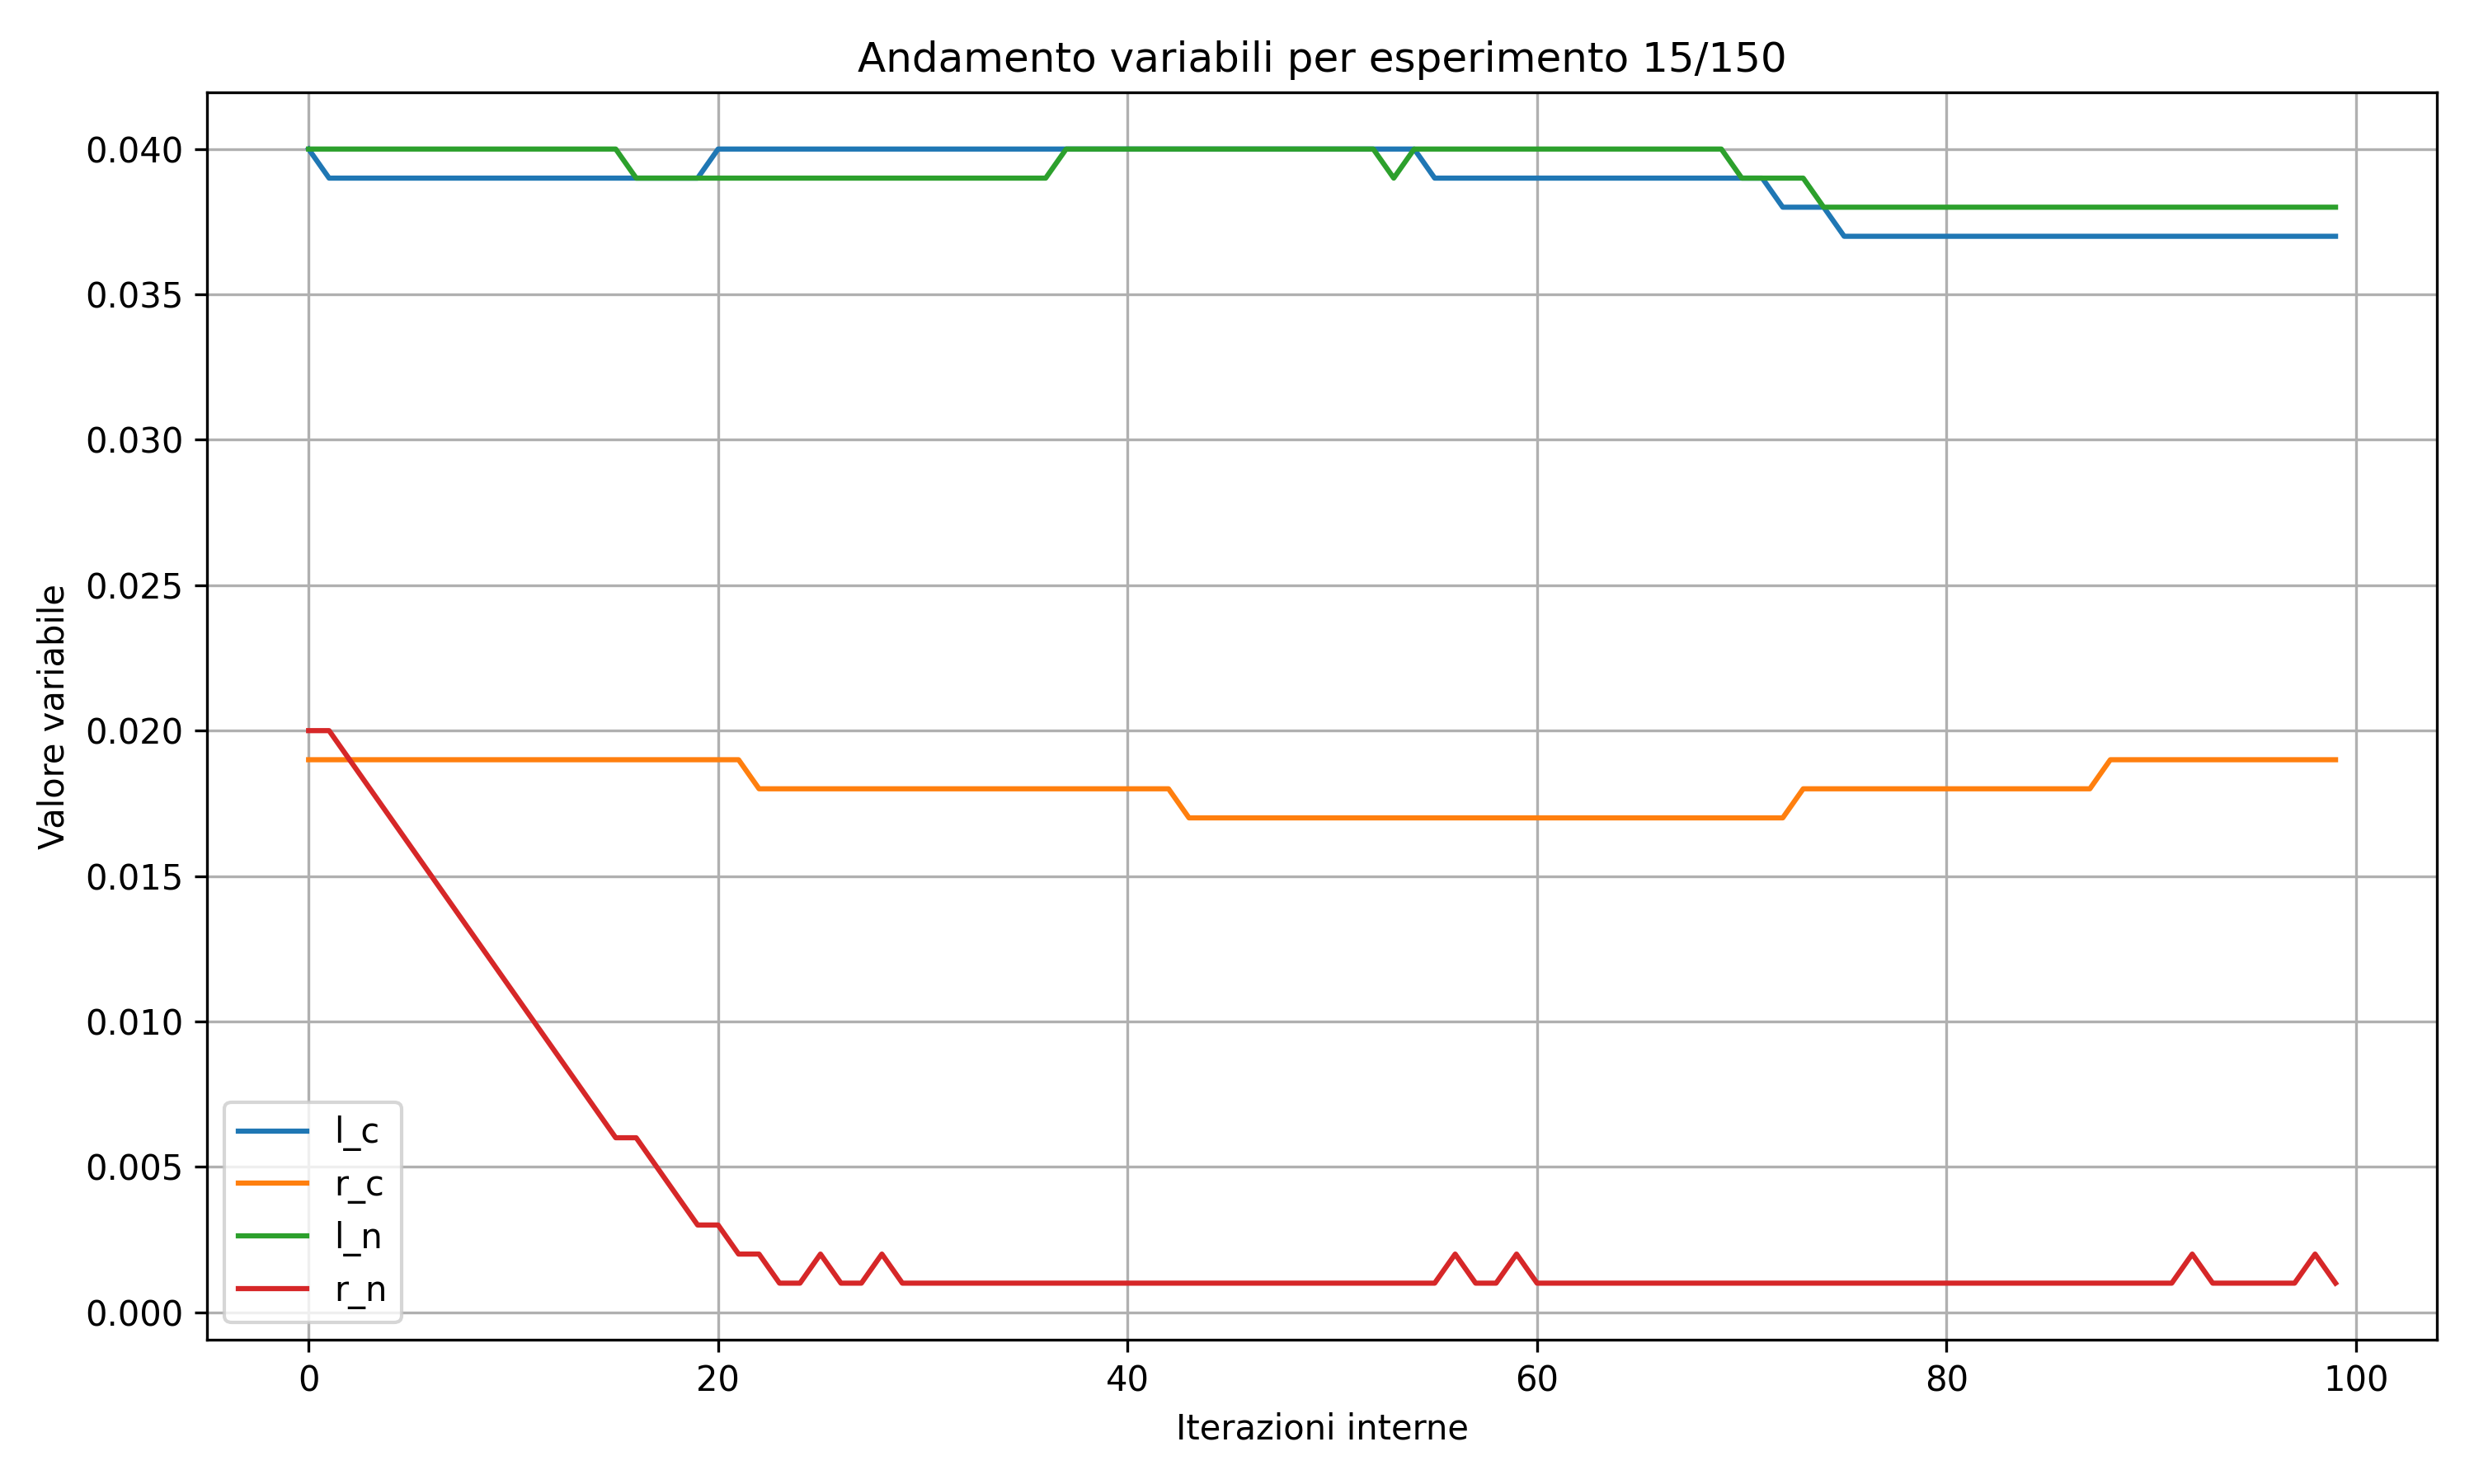 Andamento variabili per esperimento 15/150
Valore variabile
0.040
0.035
0.030
0.025
0.020
0.015
0.010
0.005
0.000
l_c
r_c
l_n
r_n
0 20 40 60 80 100
Iterazioni interne